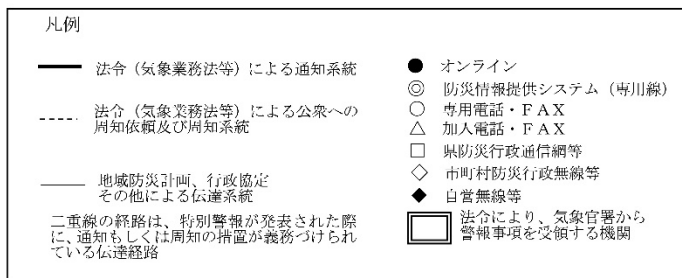 凡例
法令（気象業務法等）による通知系統
法令（気象業務法等）による公衆への
周知依頼及び周知系統
地域防災計画、行政協定
その他による伝達系統
二重線の経路は、特別警報が発表された際
に、通知もしくは周知の措置が義務づけられ
ている伝達経路
● オンライン
◎ 防災情報提供システム（専用線）
○ 専用電話・ＦＡＸ
△ 加入電話・ＦＡＸ
□ 県防災行政通信網等
◇ 市町村防災行政無線等
◆ 自営無線等
法令により、気象官署から
警報事項を受領する機関